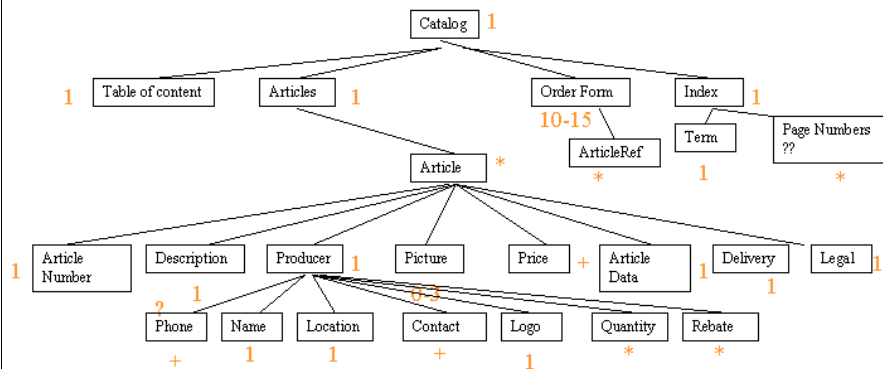 Catalog 1
1 Table of content
Articles 1
Order Form
Index 1
10-15
ArticleRef
*
Term
1
Page Numbers
??
*
Article *
1 Article
Number
Description
1
Producer 1
Picture
0-3
Price +
Article
Data 1
Delivery
1
Legal 1
?
Phone
+
Name
1
Location
1
Contact
+
Logo
1
Quantity
*
Rebate
*